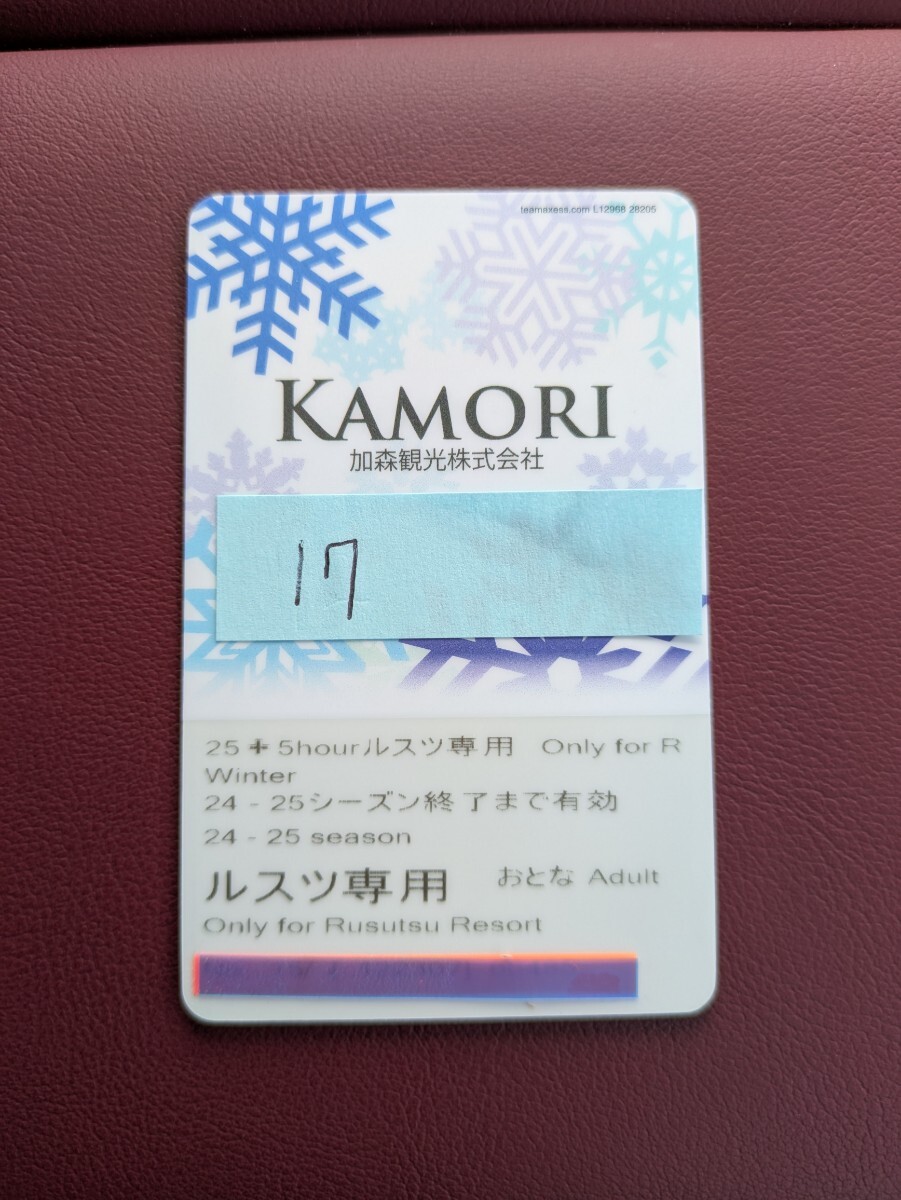 teamaxess.com L12968 28205
KAMORI
加森観光株式会社
17
25+5hourルスツ専用 Only for R
Winter
24 - 25シーズン終了まで有効
24 - 25 season
ルスツ専用 おとな Adult
Only for Rusutsu Resort